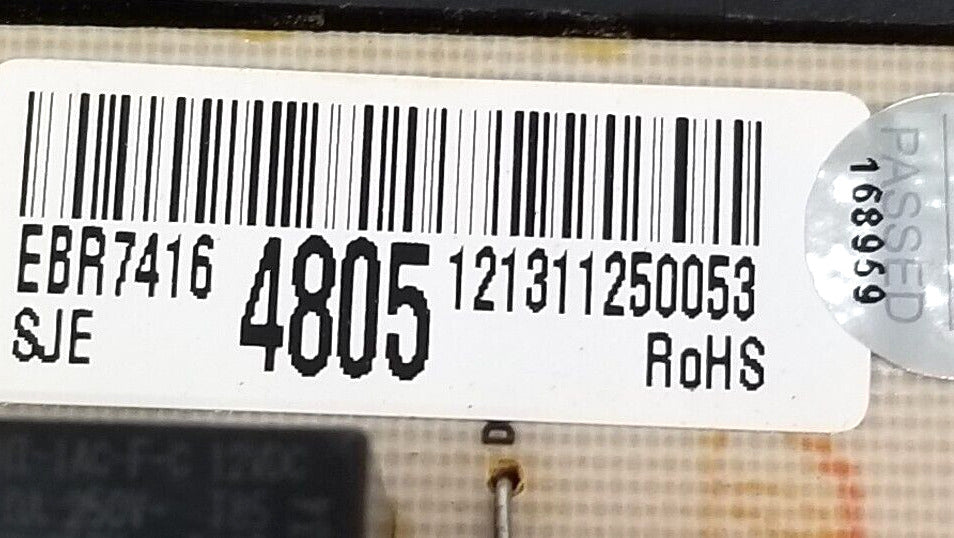 EBR7416 4805 121311250053
SJE RoHS
PASSED
168959
D